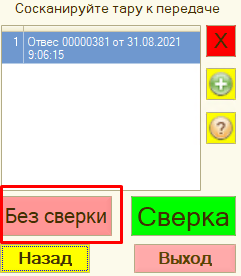 Сосканируйте тару к передаче
1 Отвес 00000381 от 31.08.2021
9:06:15
X
+
?
Без сверки
Сверка
Назад
Выход